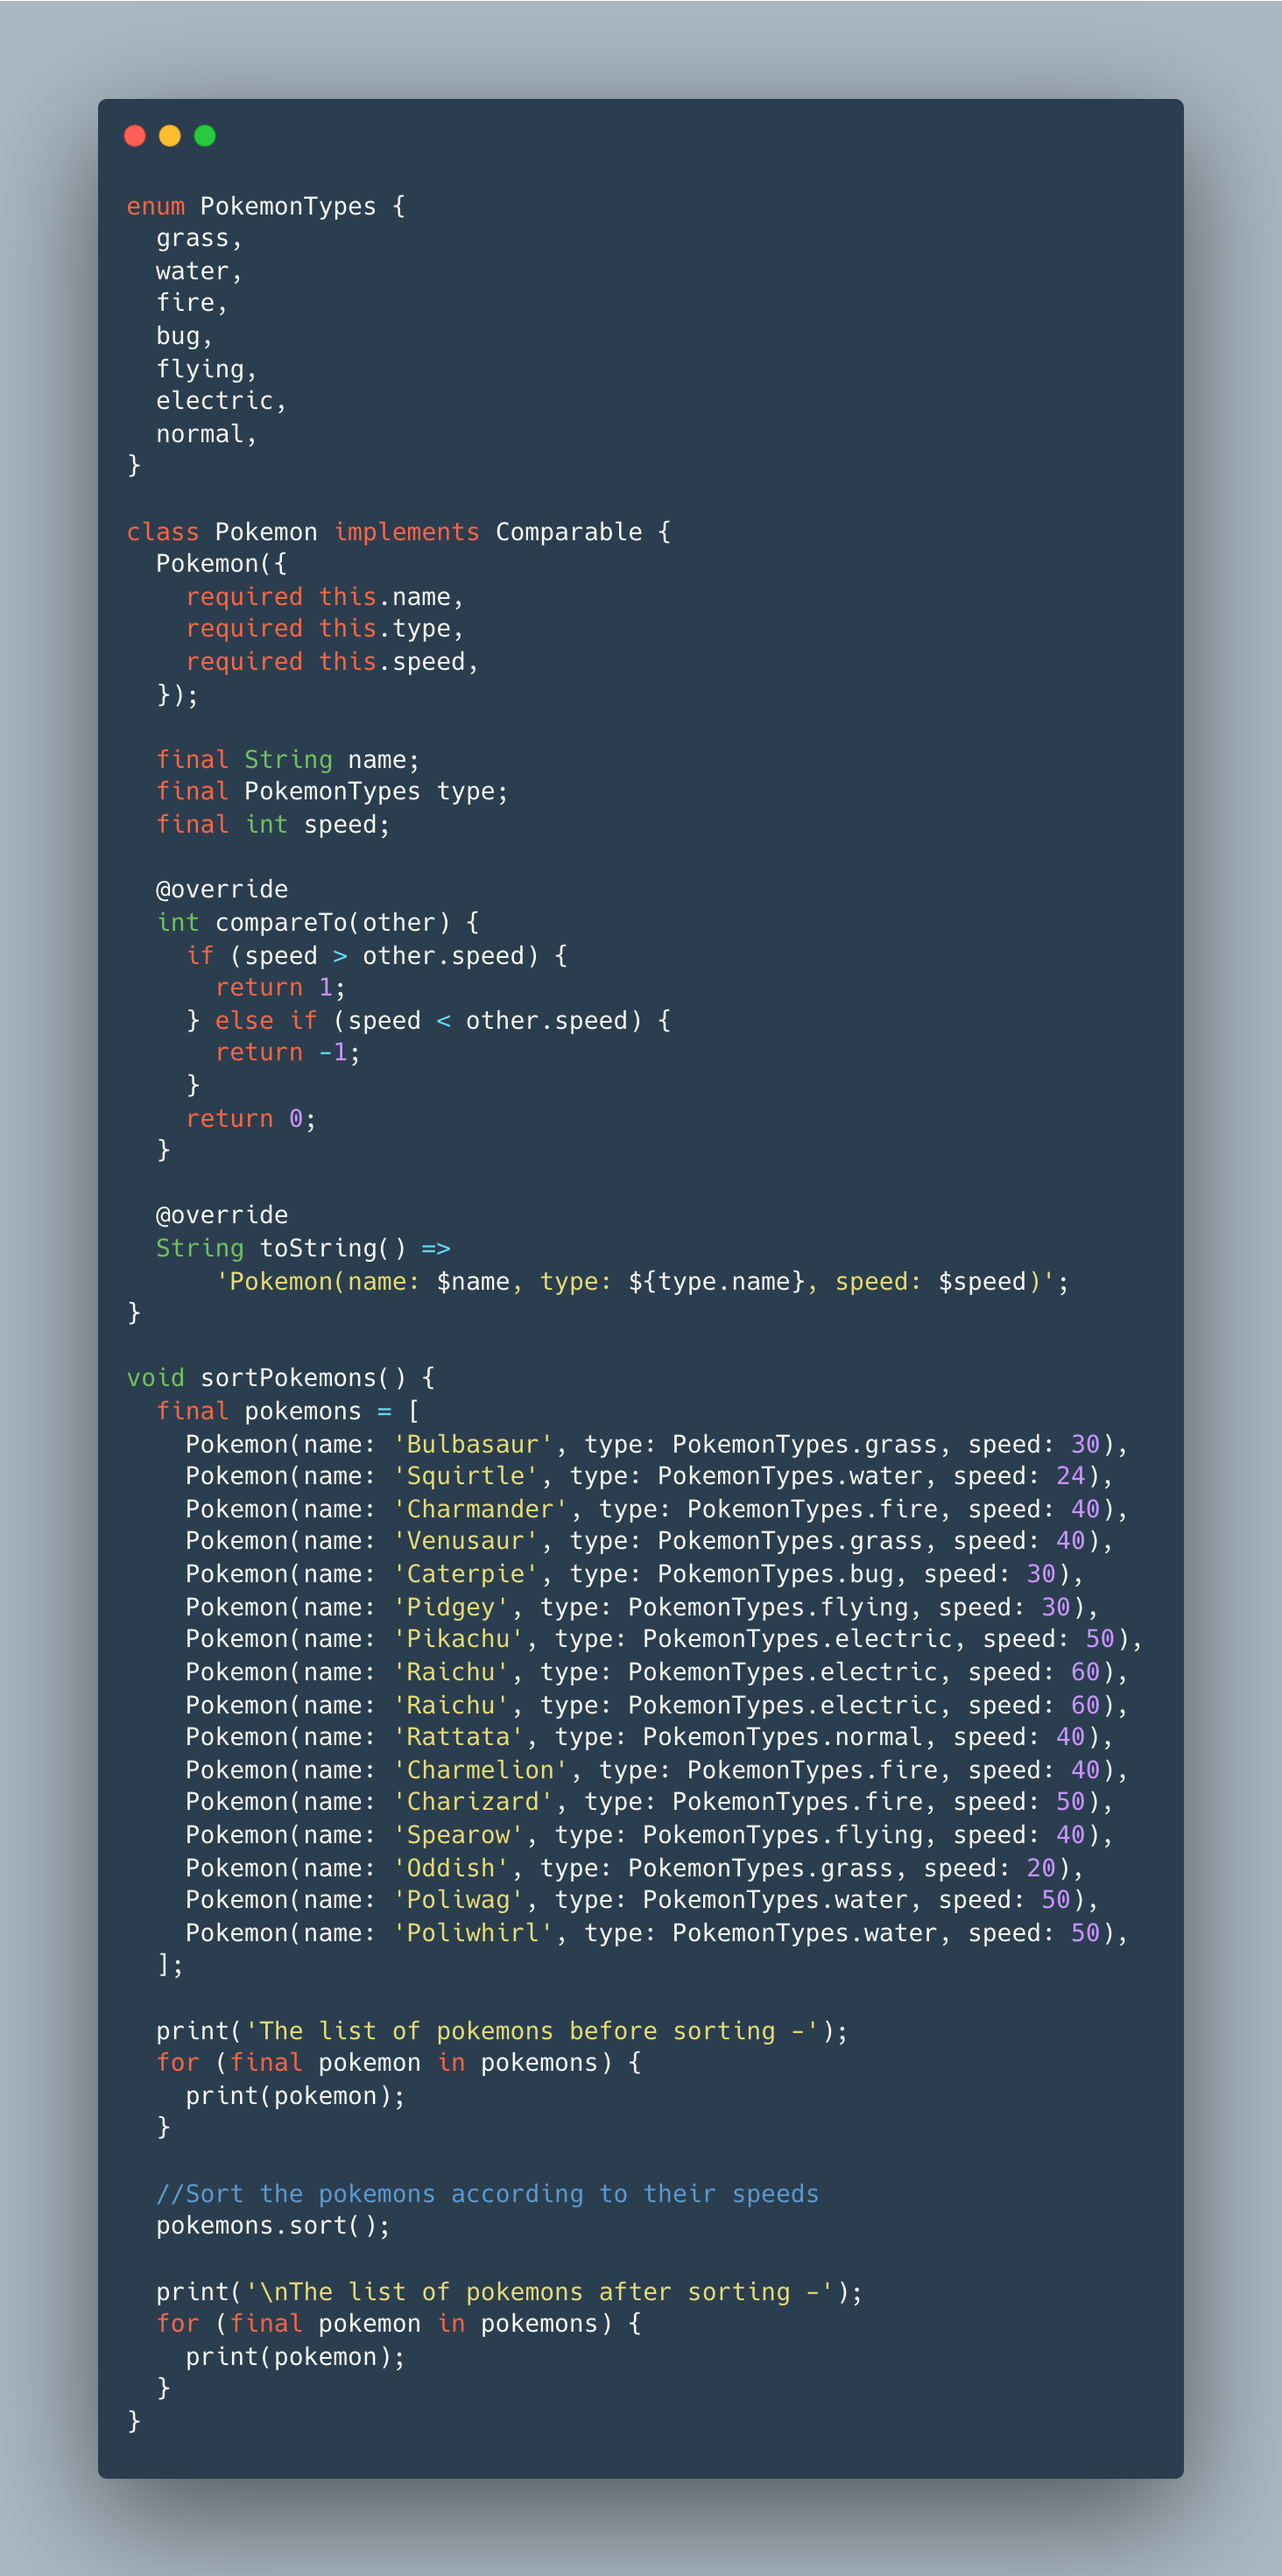 enum PokemonTypes {
  grass,
  water,
  fire,
  bug,
  flying,
  electric,
  normal,
}

class Pokemon implements Comparable {
  Pokemon({
    required this.name,
    required this.type,
    required this.speed,
  });

  final String name;
  final PokemonTypes type;
  final int speed;

  @override
  int compareTo(other) {
    if (speed > other.speed) {
      return 1;
    } else if (speed < other.speed) {
      return -1;
    }
    return 0;
  }

  @override
  String toString() =>
      'Pokemon(name: $name, type: ${type.name}, speed: $speed)';
}

void sortPokemons() {
  final pokemons = [
    Pokemon(name: 'Bulbasaur', type: PokemonTypes.grass, speed: 30),
    Pokemon(name: 'Squirtle', type: PokemonTypes.water, speed: 24),
    Pokemon(name: 'Charmander', type: PokemonTypes.fire, speed: 40),
    Pokemon(name: 'Venusaur', type: PokemonTypes.grass, speed: 40),
    Pokemon(name: 'Caterpie', type: PokemonTypes.bug, speed: 30),
    Pokemon(name: 'Pidgey', type: PokemonTypes.flying, speed: 30),
    Pokemon(name: 'Pikachu', type: PokemonTypes.electric, speed: 50),
    Pokemon(name: 'Raichu', type: PokemonTypes.electric, speed: 60),
    Pokemon(name: 'Raichu', type: PokemonTypes.electric, speed: 60),
    Pokemon(name: 'Rattata', type: PokemonTypes.normal, speed: 40),
    Pokemon(name: 'Charmelion', type: PokemonTypes.fire, speed: 40),
    Pokemon(name: 'Charizard', type: PokemonTypes.fire, speed: 50),
    Pokemon(name: 'Spearow', type: PokemonTypes.flying, speed: 40),
    Pokemon(name: 'Oddish', type: PokemonTypes.grass, speed: 20),
    Pokemon(name: 'Poliwag', type: PokemonTypes.water, speed: 50),
    Pokemon(name: 'Poliwhirl', type: PokemonTypes.water, speed: 50),
  ];

  print('The list of pokemons before sorting -');
  for (final pokemon in pokemons) {
    print(pokemon);
  }

  //Sort the pokemons according to their speeds
  pokemons.sort();

  print('\nThe list of pokemons after sorting -');
  for (final pokemon in pokemons) {
    print(pokemon);
  }
}